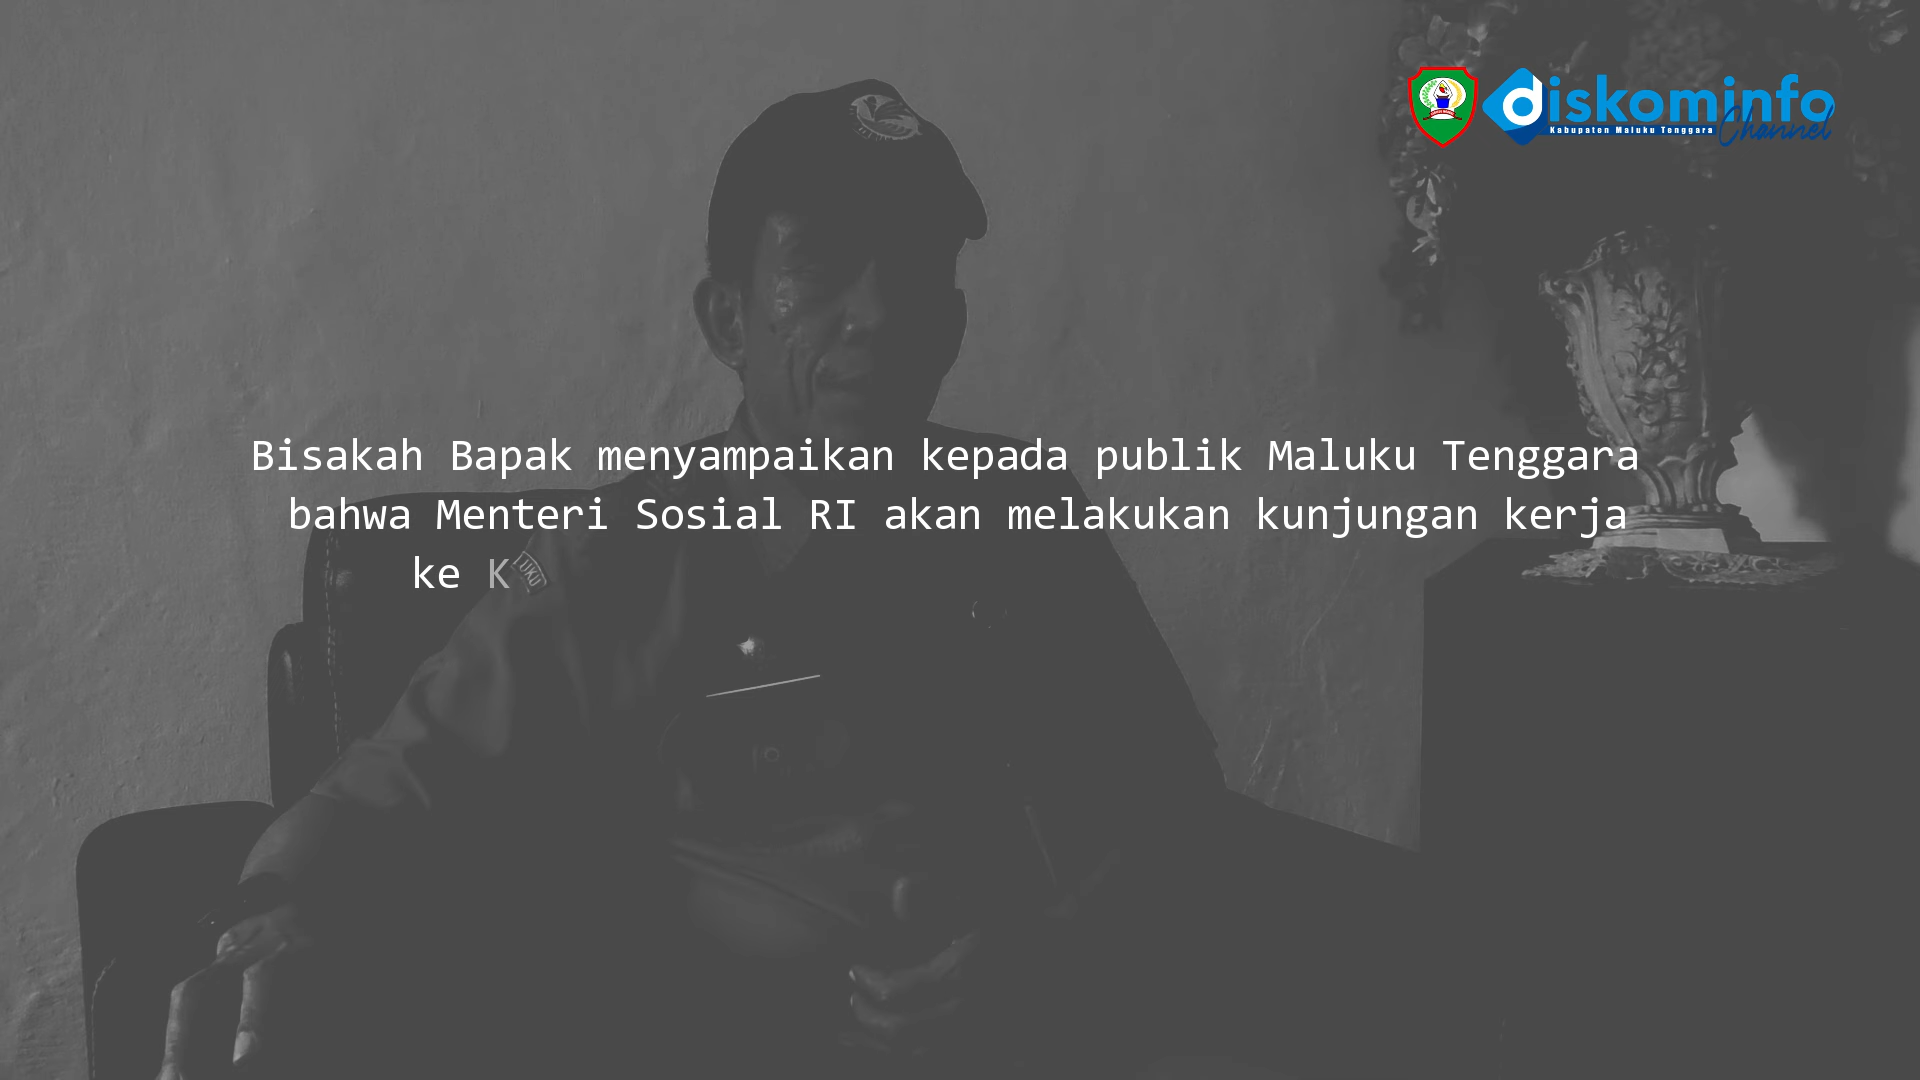 diskominfo
Kabupaten Maluku Tenggara
Channel
Bisakah Bapak menyampaikan kepada publik Maluku Tenggara
bahwa Menteri Sosial RI akan melakukan kunjungan kerja
ke K
UKU